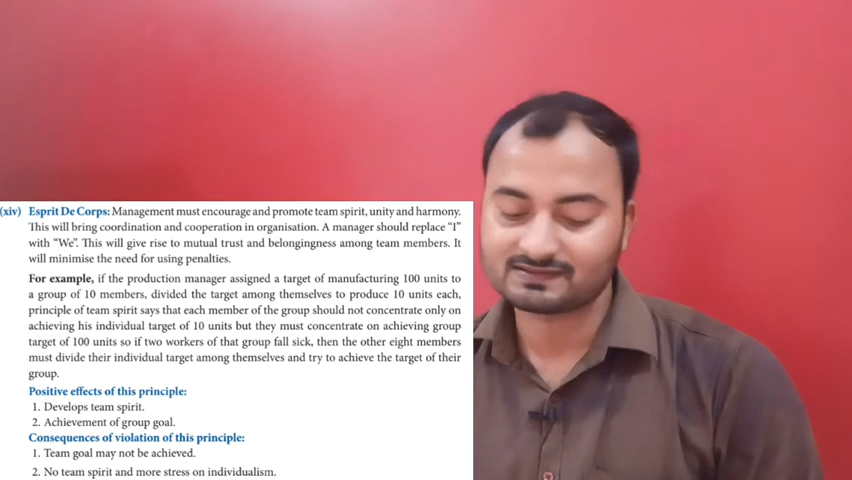 (xiv) Esprit De Corps: Management must encourage and promote team spirit, unity and harmony.
This will bring coordination and cooperation in organisation. A manager should replace “I”
with “We”. This will give rise to mutual trust and belongingness among team members. It
will minimise the need for using penalties.
For example, if the production manager assigned a target of manufacturing 100 units to
a group of 10 members, divided the target among themselves to produce 10 units each,
principle of team spirit says that each member of the group should not concentrate only on
achieving his individual target of 10 units but they must concentrate on achieving group
target of 100 units so if two workers of that group fall sick, then the other eight members
must divide their individual target among themselves and try to achieve the target of their
group.
Positive effects of this principle:
1. Develops team spirit.
2. Achievement of group goal.
Consequences of violation of this principle:
1. Team goal may not be achieved.
2. No team spirit and more stress on individualism.